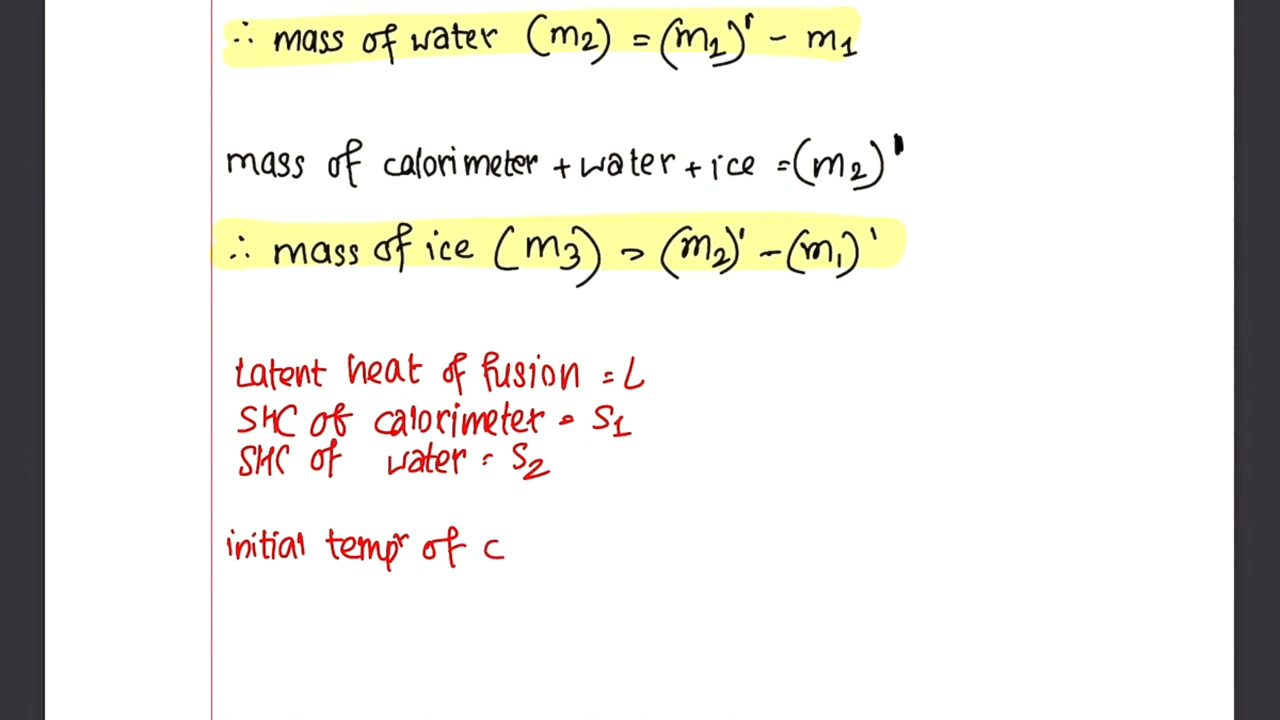 ∴ mass of water (m2) = (m1)' - m1
mass of calorimeter + water + ice = (m2)'
∴ mass of ice (m3) = (m2)' - (m1)'
Latent heat of fusion = L
SHC of calorimeter = S1
SHC of water = S2
initial tempr of c